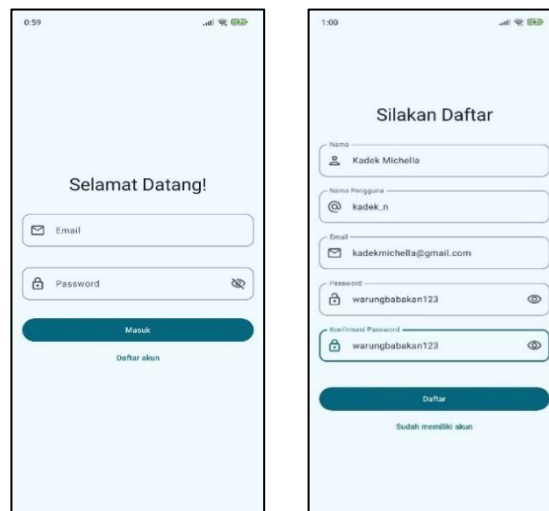 0:59
Selamat Datang!
Email
Password
Masuk
Daftar akun
1:00
Silakan Daftar
Nama
Kadek Michella
Nama Pengguna
kadek_n
Email
kadekmichella@gmail.com
Password
warungbabakan123
Konfirmasi Password
warungbabakan123
Daftar
Sudah memiliki akun